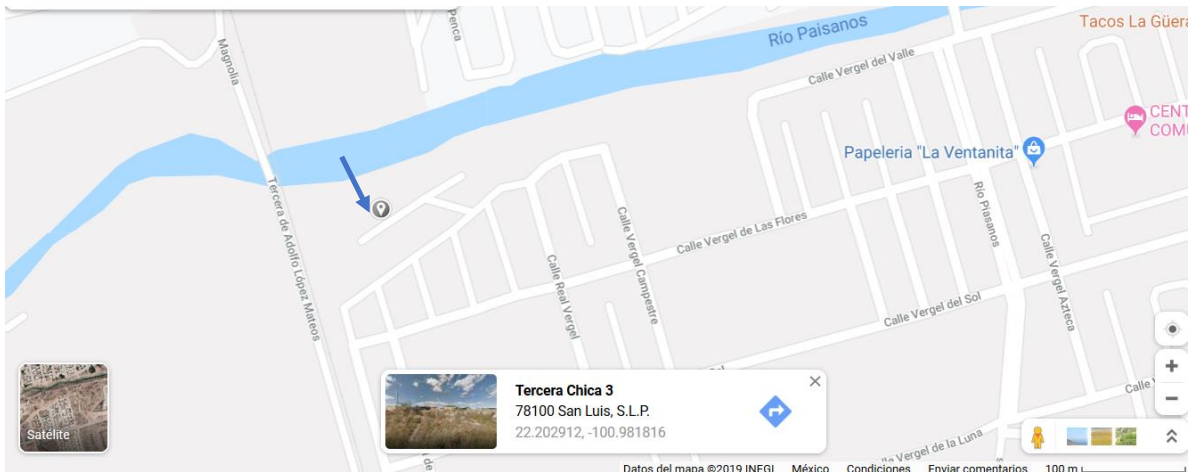 Magnolia
Penca
Río Paisanos
Tacos La Güera
Calle Vergel del Valle
CENT
COMU
Papeleria "La Ventanita"
Tercera de Adolfo López Mateos
Calle Vergel Campestre
Calle Vergel de Las Flores
Río Piasanos
Calle Vergel Azteca
Calle Real Vergel
Calle Vergel del Sol
Satélite
Tercera Chica 3
78100 San Luis, S.L.P.
22.202912, -100.981816
Calle
Vergel de la Luna
de
Datos del mapa ©2019 INEGI México Condiciones Enviar comentarios 100 m